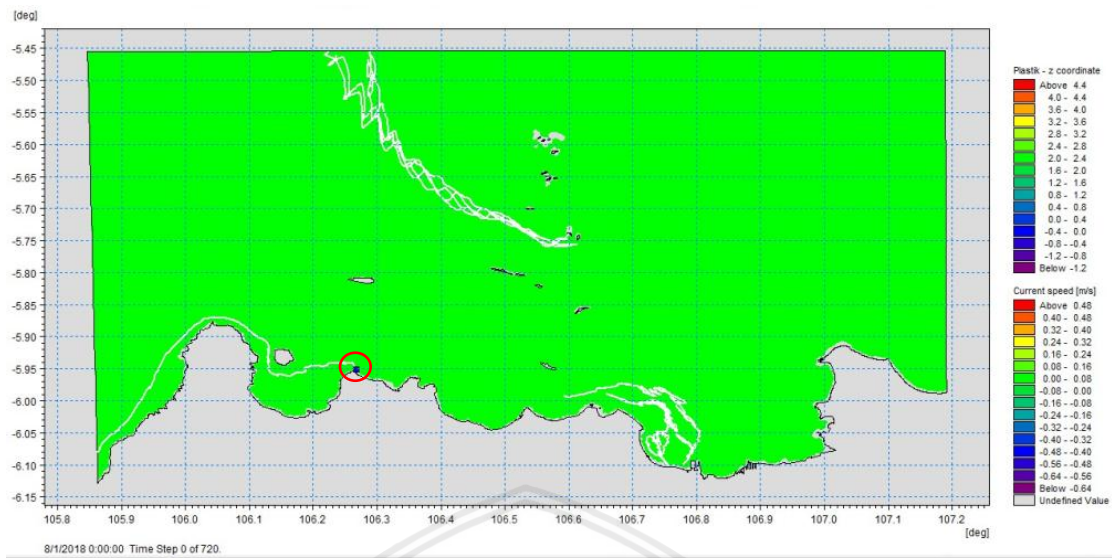 [deg]
-5.45
-5.50
-5.55
-5.60
-5.65
-5.70
-5.75
-5.80
-5.85
-5.90
-5.95
-6.00
-6.05
-6.10
-6.15
105.8 105.9 106.0 106.1 106.2 106.3 106.4 106.5 106.6 106.7 106.8 106.9 107.0 107.1 107.2
[deg]
8/1/2018 0:00:00 Time Step 0 of 720.
Plastik - z coordinate
Above 4.4
4.0 - 4.4
3.6 - 4.0
3.2 - 3.6
2.8 - 3.2
2.4 - 2.8
2.0 - 2.4
1.6 - 2.0
1.2 - 1.6
0.8 - 1.2
0.4 - 0.8
0.0 - 0.4
-0.4 - 0.0
-0.8 - -0.4
-1.2 - -0.8
Below -1.2
Current speed [m/s]
Above 0.48
0.40 - 0.48
0.32 - 0.40
0.24 - 0.32
0.16 - 0.24
0.08 - 0.16
0.00 - 0.08
-0.08 - 0.00
-0.16 - -0.08
-0.24 - -0.16
-0.32 - -0.24
-0.40 - -0.32
-0.48 - -0.40
-0.56 - -0.48
-0.64 - -0.56
Below -0.64
Undefined Value